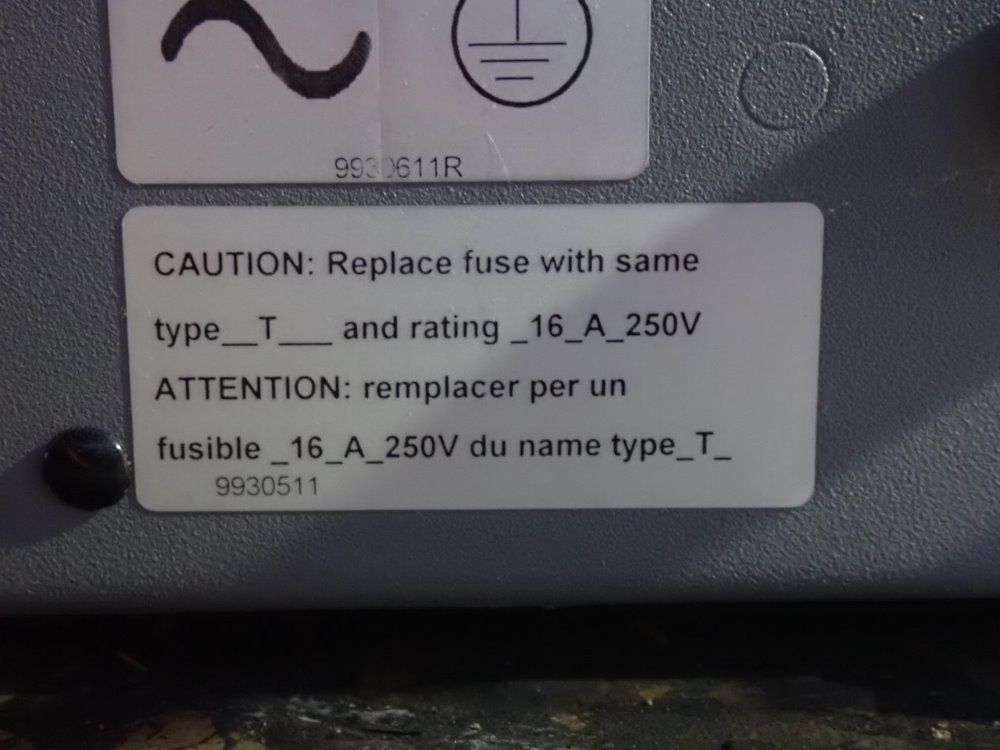 9930611R
CAUTION: Replace fuse with same
type__T___ and rating _16_A_250V
ATTENTION: remplacer per un
fusible _16_A_250V du name type_T_
9930511